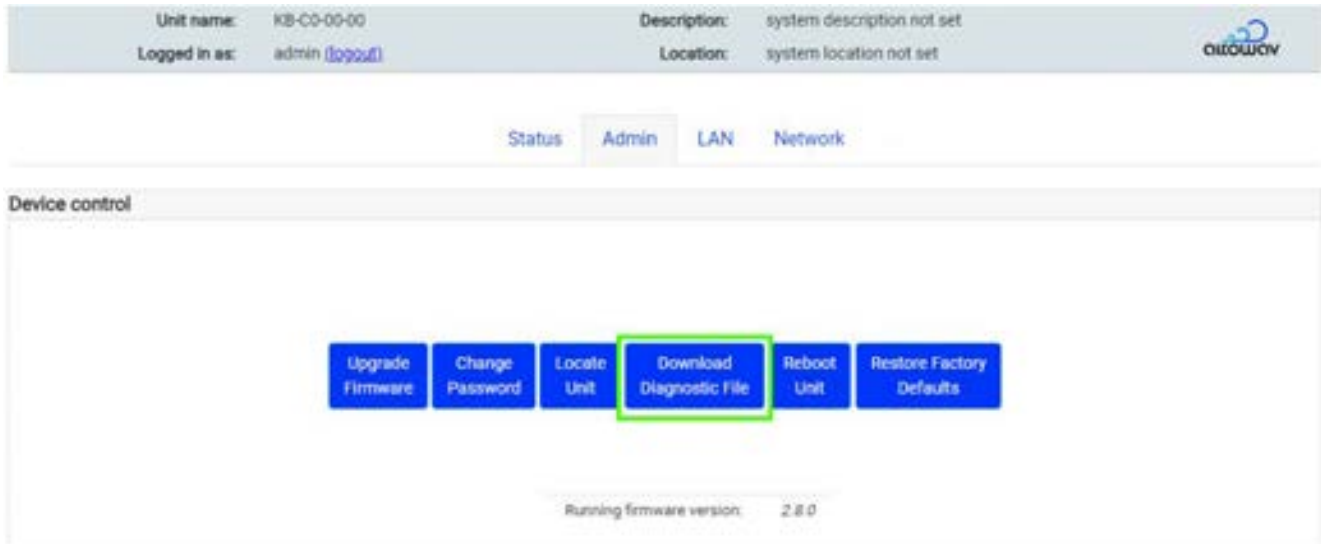 Unit name: KB-C0-00-00 Description: system description not set
Logged in as: admin (logout) Location: system location not set
Status Admin LAN Network
Device control
Upgrade Firmware
Change Password
Locate Unit
Download Diagnostic File
Reboot Unit
Restore Factory Defaults
Running firmware version: 2.8.0